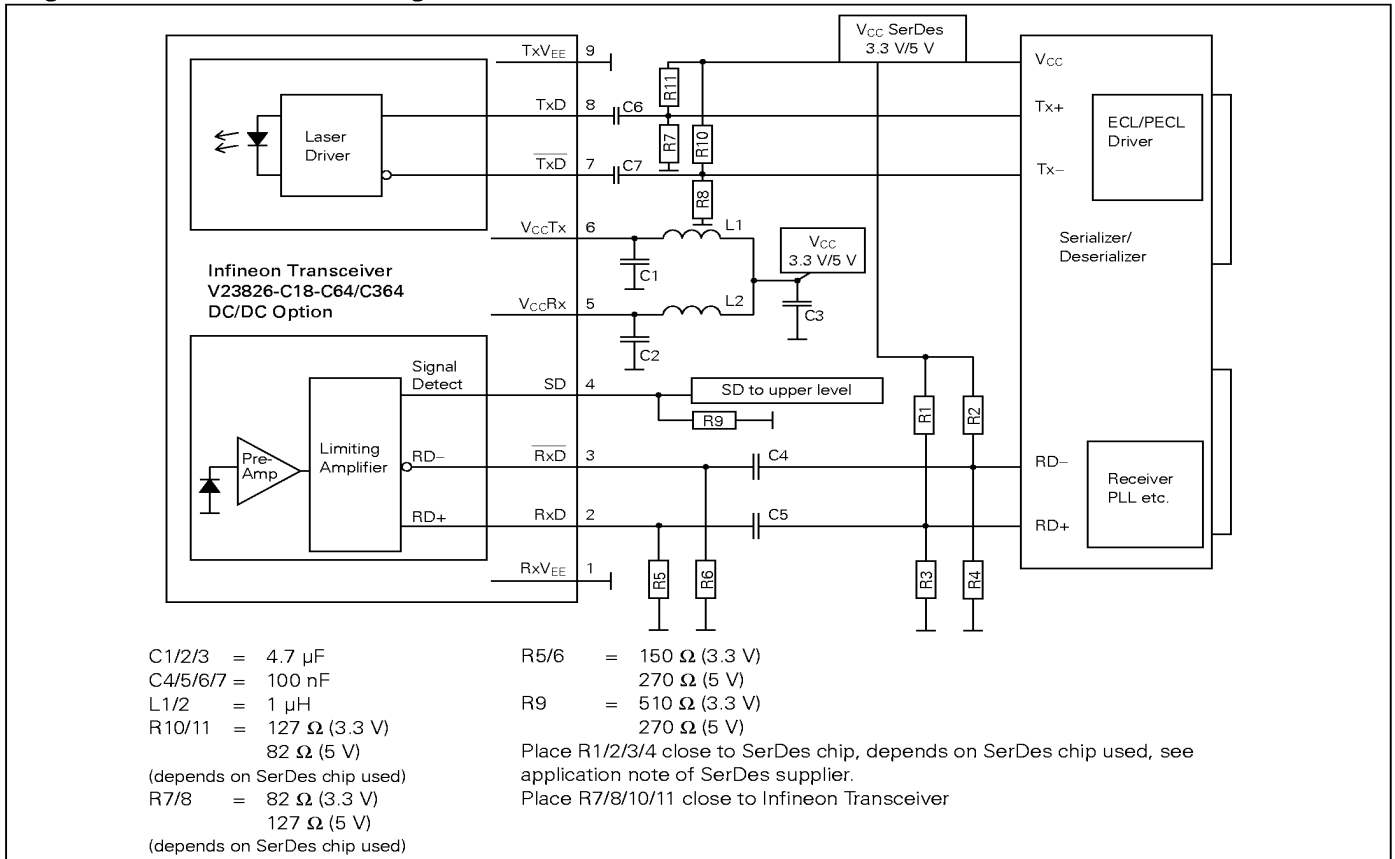 V_CC SerDes
3.3 V/5 V
TxV_EE 9
V_CC
R11
TxD 8 C6
Tx+
Laser
Driver
ECL/PECL
Driver
R7
R10
TxD 7 C7
Tx−
R8
V_CCTx 6
L1
V_CC
3.3 V/5 V
Serializer/
Deserializer
C1
Infineon Transceiver
V23826-C18-C64/C364
DC/DC Option
V_CCRx 5
L2
C3
C2
Signal
Detect
SD 4
SD to upper level
R9
R1
R2
Pre-
Amp
Limiting
Amplifier
RD−
RxD 3
C4
RD−
Receiver
PLL etc.
RD+
RxD 2
C5
RD+
RxV_EE 1
R5
R6
R3
R4
C1/2/3 = 4.7 µF
C4/5/6/7 = 100 nF
L1/2 = 1 µH
R10/11 = 127 Ω (3.3 V)
82 Ω (5 V)
(depends on SerDes chip used)
R7/8 = 82 Ω (3.3 V)
127 Ω (5 V)
(depends on SerDes chip used)
R5/6 = 150 Ω (3.3 V)
270 Ω (5 V)
R9 = 510 Ω (3.3 V)
270 Ω (5 V)
Place R1/2/3/4 close to SerDes chip, depends on SerDes chip used, see
application note of SerDes supplier.
Place R7/8/10/11 close to Infineon Transceiver